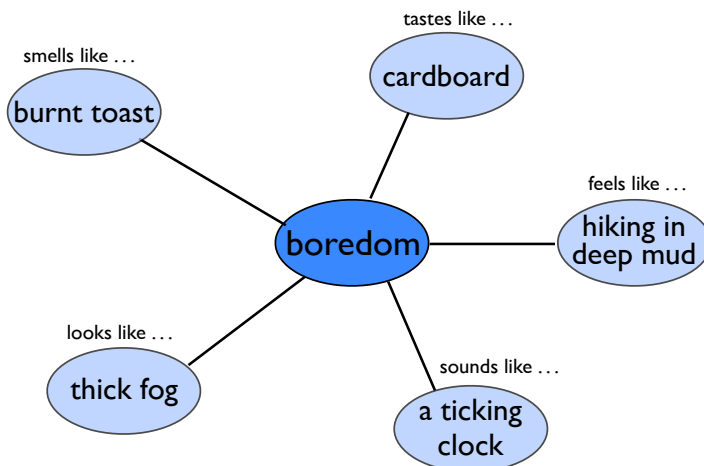 tastes like . . .
cardboard
smells like . . .
burnt toast
feels like . . .
hiking in
deep mud
boredom
looks like . . .
thick fog
sounds like . . .
a ticking
clock